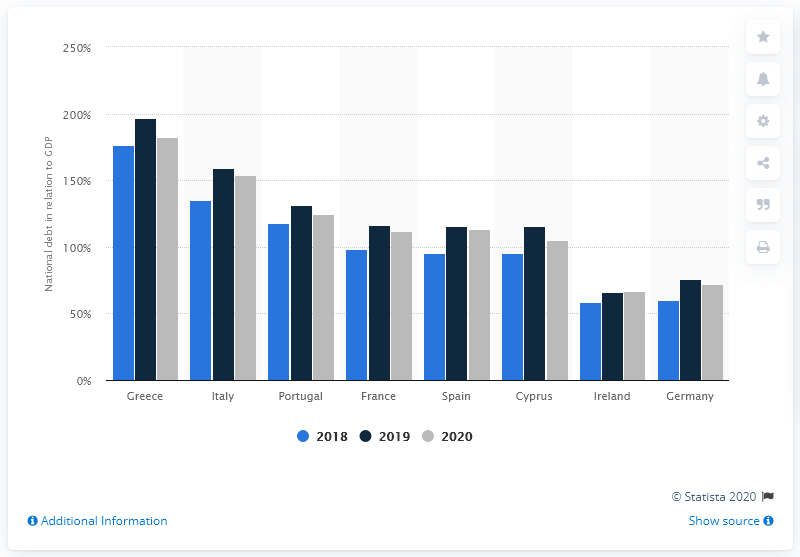 250%
200%
150%
100%
50%
0%
National debt in relation to GDP
Greece Italy Portugal France Spain Cyprus Ireland Germany
2018 2019 2020
© Statista 2020
Additional Information Show source